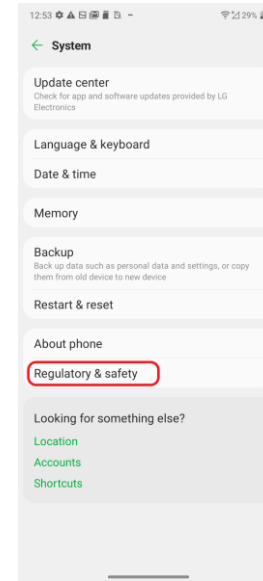 12:53
29%
System
Update center
Check for app and software updates provided by LG
Electronics
Language & keyboard
Date & time
Memory
Backup
Back up data such as personal data and settings, or copy
them from old device to new device
Restart & reset
About phone
Regulatory & safety
Looking for something else?
Location
Accounts
Shortcuts